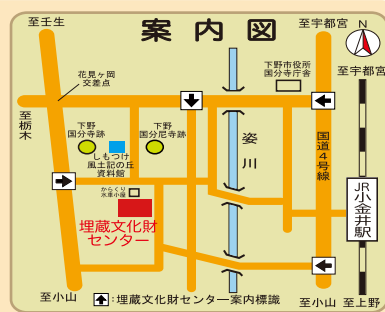 案内図
至壬生
至宇都宮
N
下野市役所
国分寺庁舎
至宇都宮
花見ヶ岡
交差点
至栃木
下野
国分寺跡
下野
国分尼寺跡
姿川
国道4号線
しもつけ
風土記の丘
資料館
からくり
水車小屋
JR小金井駅
埋蔵文化財
センター
至小山
:埋蔵文化財センター案内標識
至小山
至上野